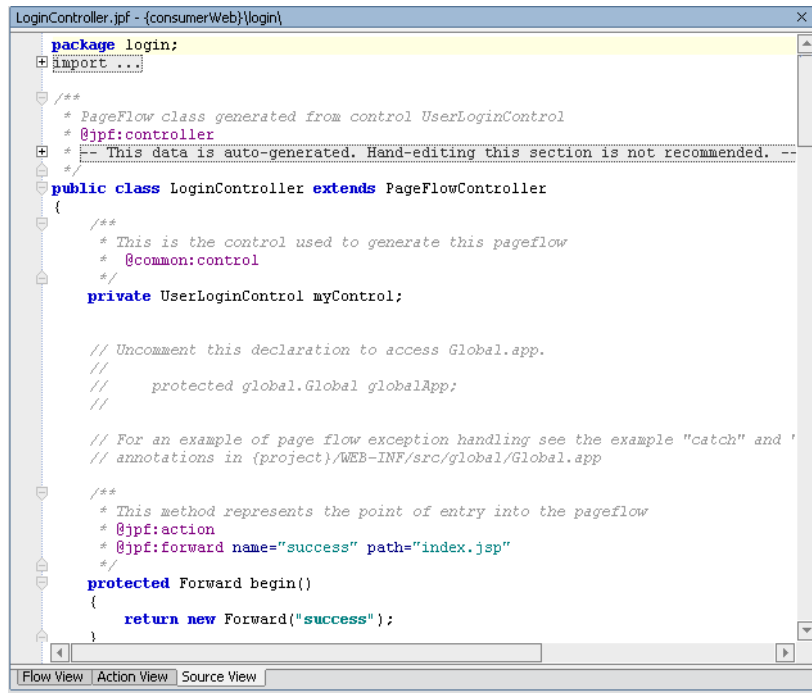 LoginController.jpf - {consumerWeb}\login\
package login;
import ...
/**
* PageFlow class generated from control UserLoginControl
* @jpf:controller
* -- This data is auto-generated. Hand-editing this section is not recommended. --
*/
public class LoginController extends PageFlowController
{
/**
* This is the control used to generate this pageflow
* @common:control
*/
private UserLoginControl myControl;
// Uncomment this declaration to access Global.app.
//
// protected global.Global globalApp;
//
// For an example of page flow exception handling see the example "catch" and "
// annotations in {project}/WEB-INF/src/global/Global.app
/**
* This method represents the point of entry into the pageflow
* @jpf:action
* @jpf:forward name="success" path="index.jsp"
*/
protected Forward begin()
{
return new Forward("success");
}
Flow View Action View Source View